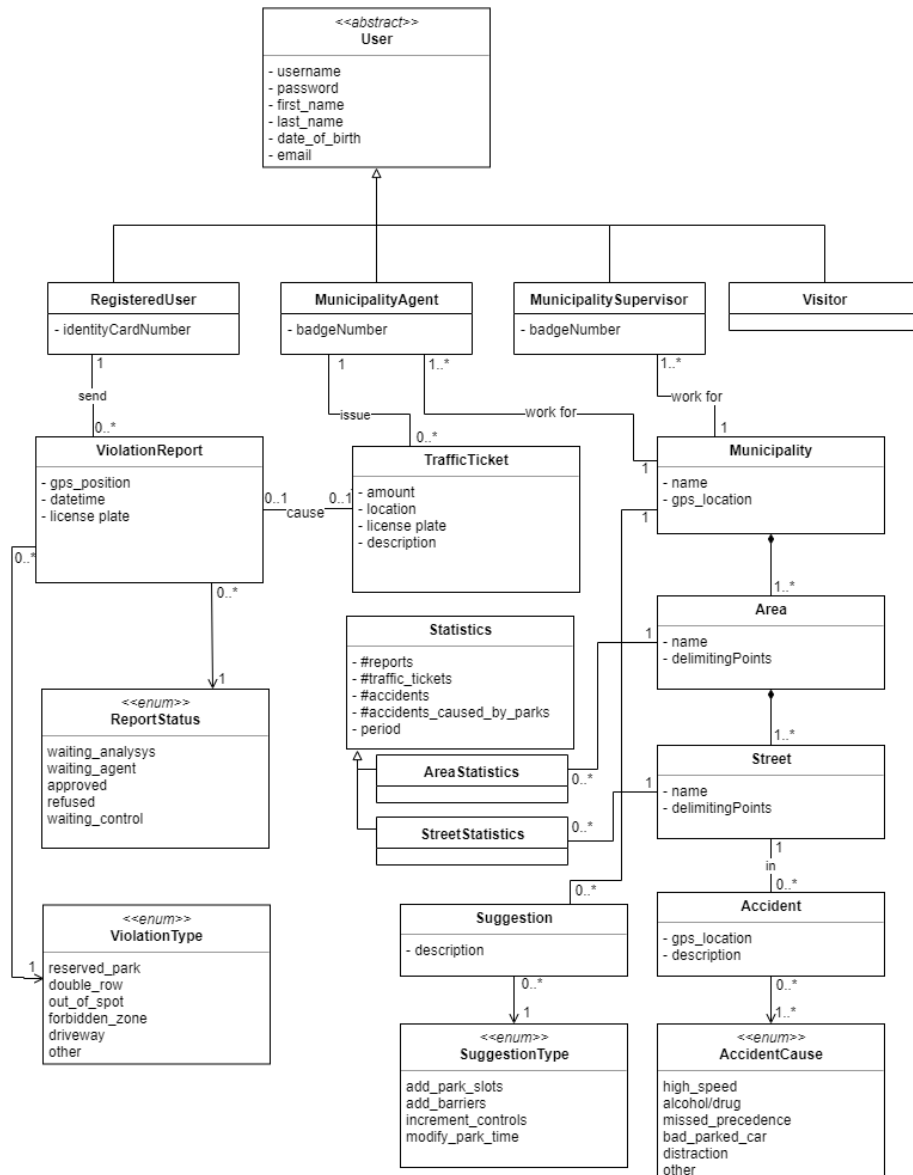 <<abstract>>
User
- username
- password
- first_name
- last_name
- date_of_birth
- email
RegisteredUser
- identityCardNumber
MunicipalityAgent
- badgeNumber
MunicipalitySupervisor
- badgeNumber
Visitor
1
send
0..*
1
issue
0..*
1..*
work for
1
1..*
work for
1
ViolationReport
- gps_position
- datetime
- license plate
0..1
cause
0..1
TrafficTicket
- amount
- location
- license plate
- description
Municipality
- name
- gps_location
1
0..*
0..*
1..*
Area
- name
- delimitingPoints
1
Statistics
- #reports
- #traffic_tickets
- #accidents
- #accidents_caused_by_parks
- period
1
<<enum>>
ReportStatus
waiting_analysys
waiting_agent
approved
refused
waiting_control
1..*
AreaStatistics
0..*
StreetStatistics
0..*
1
Street
- name
- delimitingPoints
1
in
0..*
0..*
Suggestion
- description
Accident
- gps_location
- description
<<enum>>
ViolationType
reserved_park
double_row
out_of_spot
forbidden_zone
driveway
other
1
0..*
1
0..*
1..*
<<enum>>
SuggestionType
add_park_slots
add_barriers
increment_controls
modify_park_time
<<enum>>
AccidentCause
high_speed
alcohol/drug
missed_precedence
bad_parked_car
distraction
other